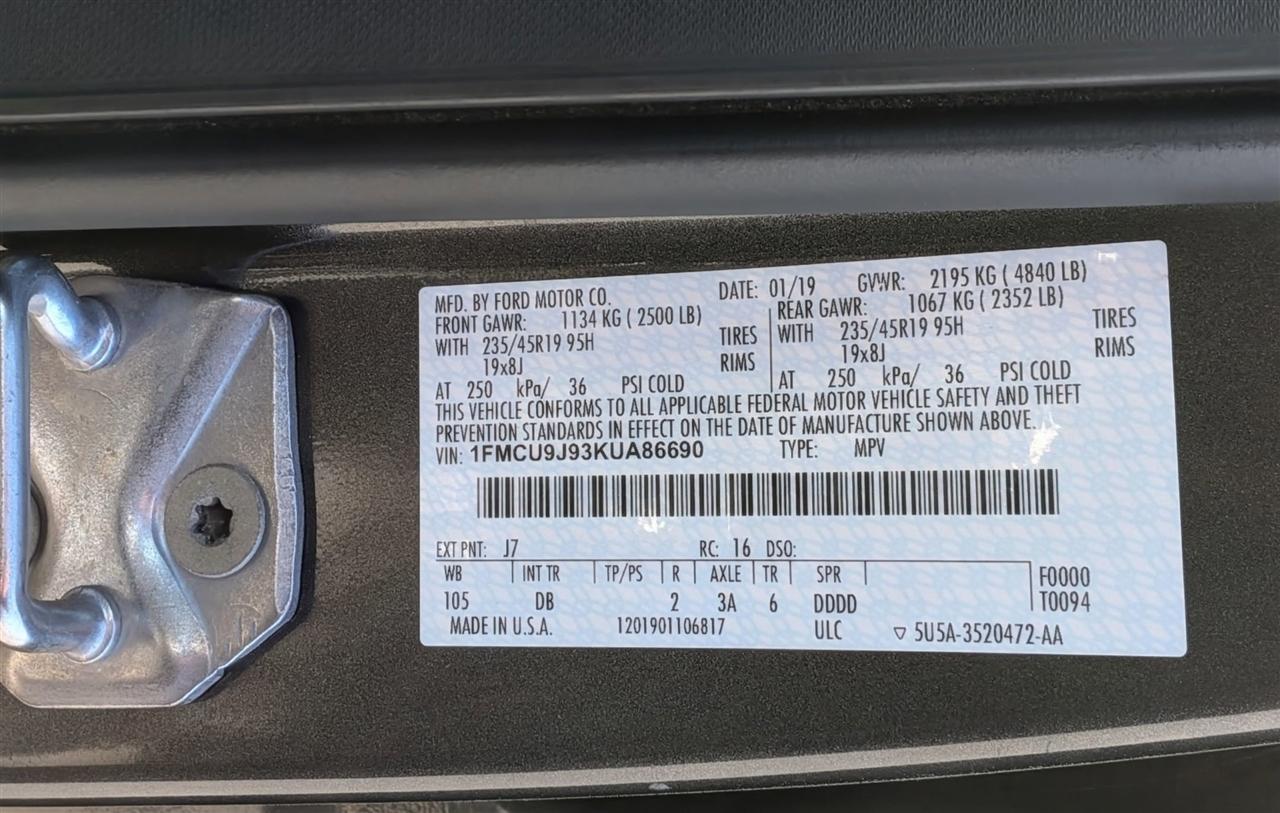 MFD. BY FORD MOTOR CO. DATE: 01/19 GVWR: 2195 KG ( 4840 LB)
FRONT GAWR: 1134 KG ( 2500 LB) REAR GAWR: 1067 KG ( 2352 LB)
WITH 235/45R19 95H TIRES WITH 235/45R19 95H TIRES
19x8J RIMS 19x8J RIMS
AT 250 kPa/ 36 PSI COLD AT 250 kPa/ 36 PSI COLD
THIS VEHICLE CONFORMS TO ALL APPLICABLE FEDERAL MOTOR VEHICLE SAFETY AND THEFT
PREVENTION STANDARDS IN EFFECT ON THE DATE OF MANUFACTURE SHOWN ABOVE.
VIN: 1FMCU9J93KUA86690 TYPE: MPV
EXT PNT: J7 RC: 16 DSO:
WB INT TR TP/PS R AXLE TR SPR F0000
105 DB 2 3A 6 DDDD T0094
MADE IN U.S.A. 1201901106817 ULC ▽ 5U5A-3520472-AA